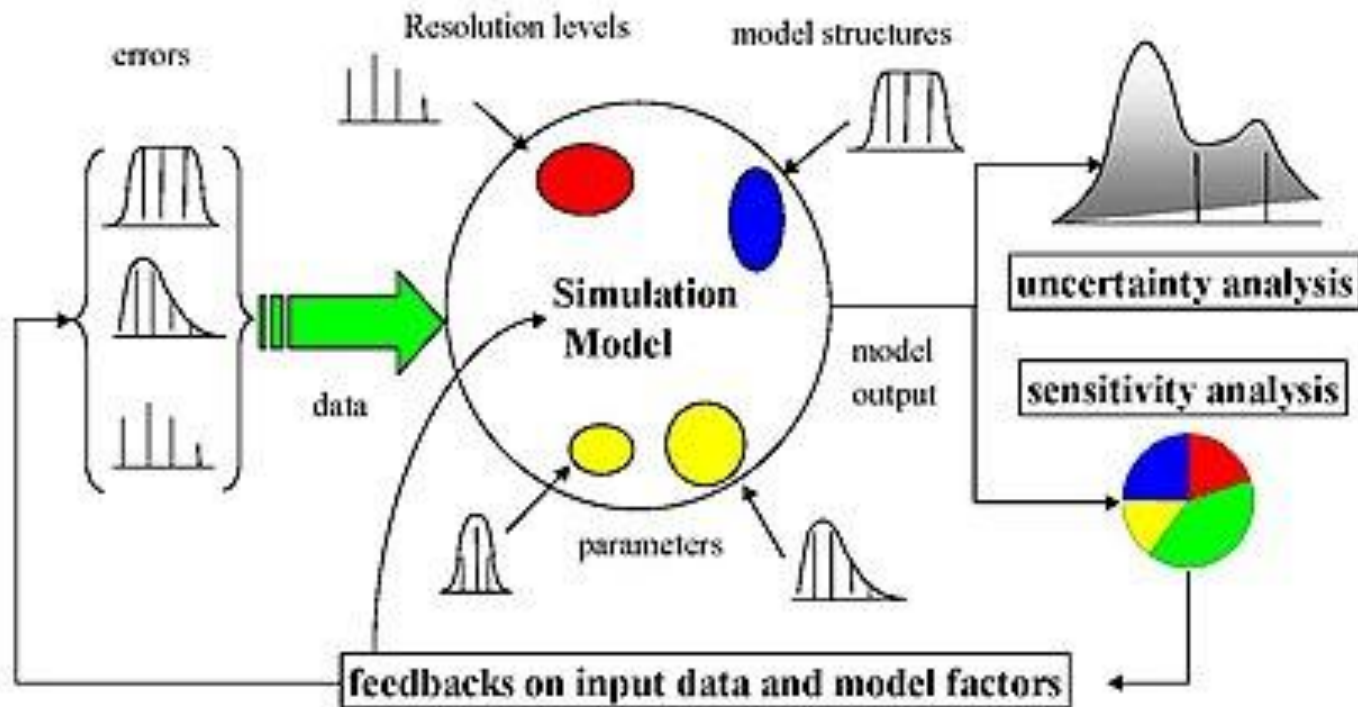 Resolution levels
model structures
errors
Simulation
Model
uncertainty analysis
model
output
sensitivity analysis
data
parameters
feedbacks on input data and model factors